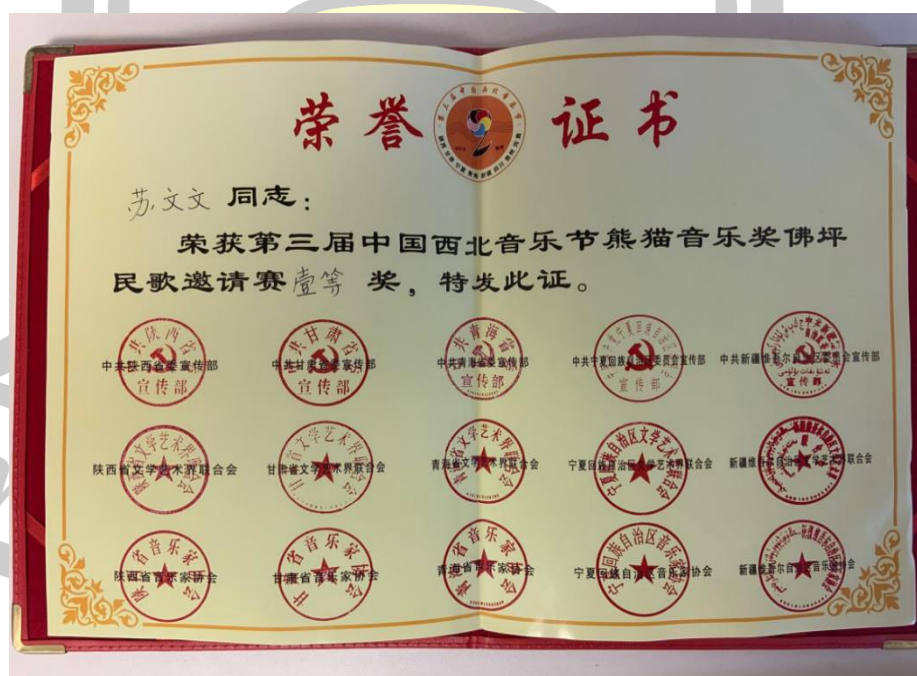 荣誉证书
苏文文 同志：
荣获第三届中国西北音乐节熊猫音乐奖佛坪
民歌邀请赛壹等 奖，特发此证。
中共陕西省委宣传部 中共甘肃省委宣传部 中共青海省委宣传部 中共宁夏回族自治区委员会宣传部 中共新疆维吾尔自治区委员会宣传部
陕西省文学艺术界联合会 甘肃省文学艺术界联合会 青海省文学艺术界联合会 宁夏回族自治区文学艺术界联合会 新疆维吾尔自治区文学艺术界联合会
陕西省音乐家协会 甘肃省音乐家协会 青海省音乐家协会 宁夏回族自治区音乐家协会 新疆维吾尔自治区音乐家协会